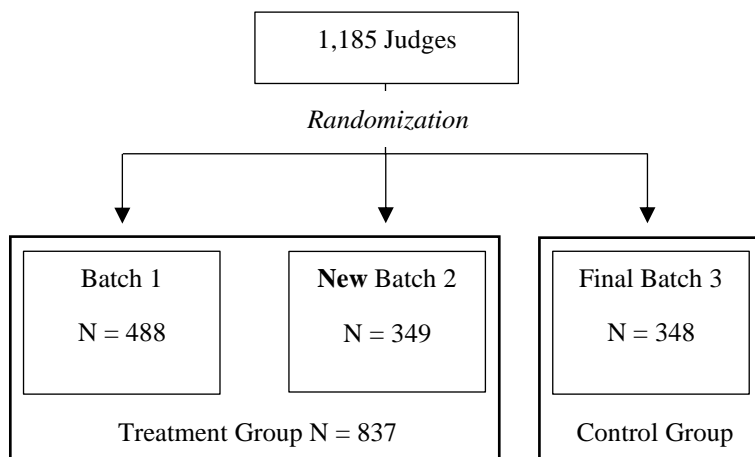 1,185 Judges
Randomization
Batch 1
N = 488
New Batch 2
N = 349
Final Batch 3
N = 348
Treatment Group N = 837
Control Group